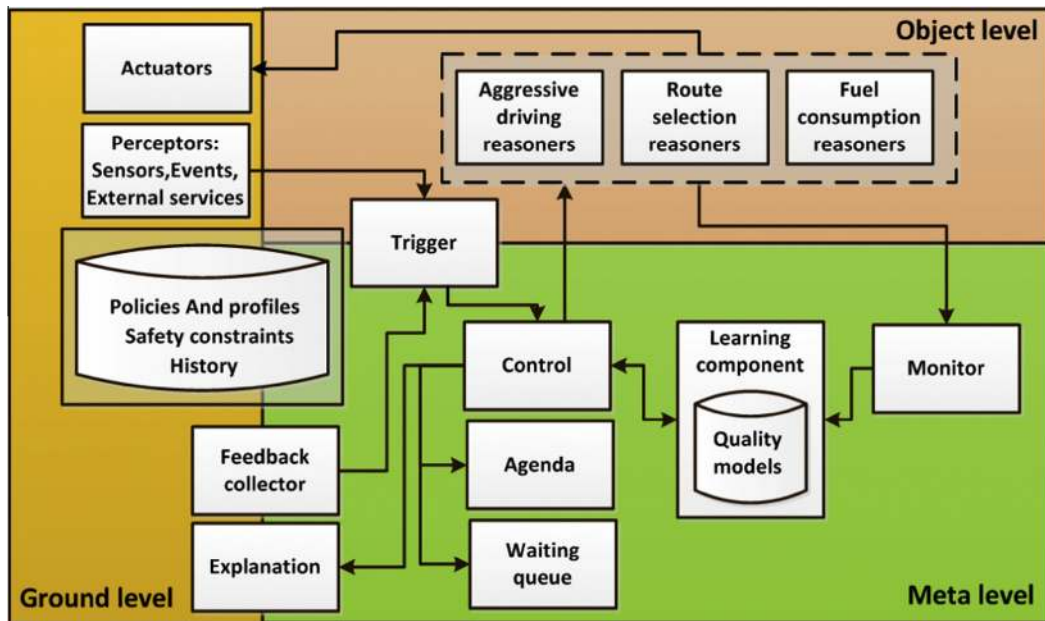 Object level
Actuators
Aggressive
driving
reasoners
Route
selection
reasoners
Fuel
consumption
reasoners
Perceptors:
Sensors,Events,
External services
Trigger
Policies And profiles
Safety constraints
History
Control
Learning
component
Quality
models
Monitor
Feedback
collector
Agenda
Explanation
Waiting
queue
Ground level
Meta level